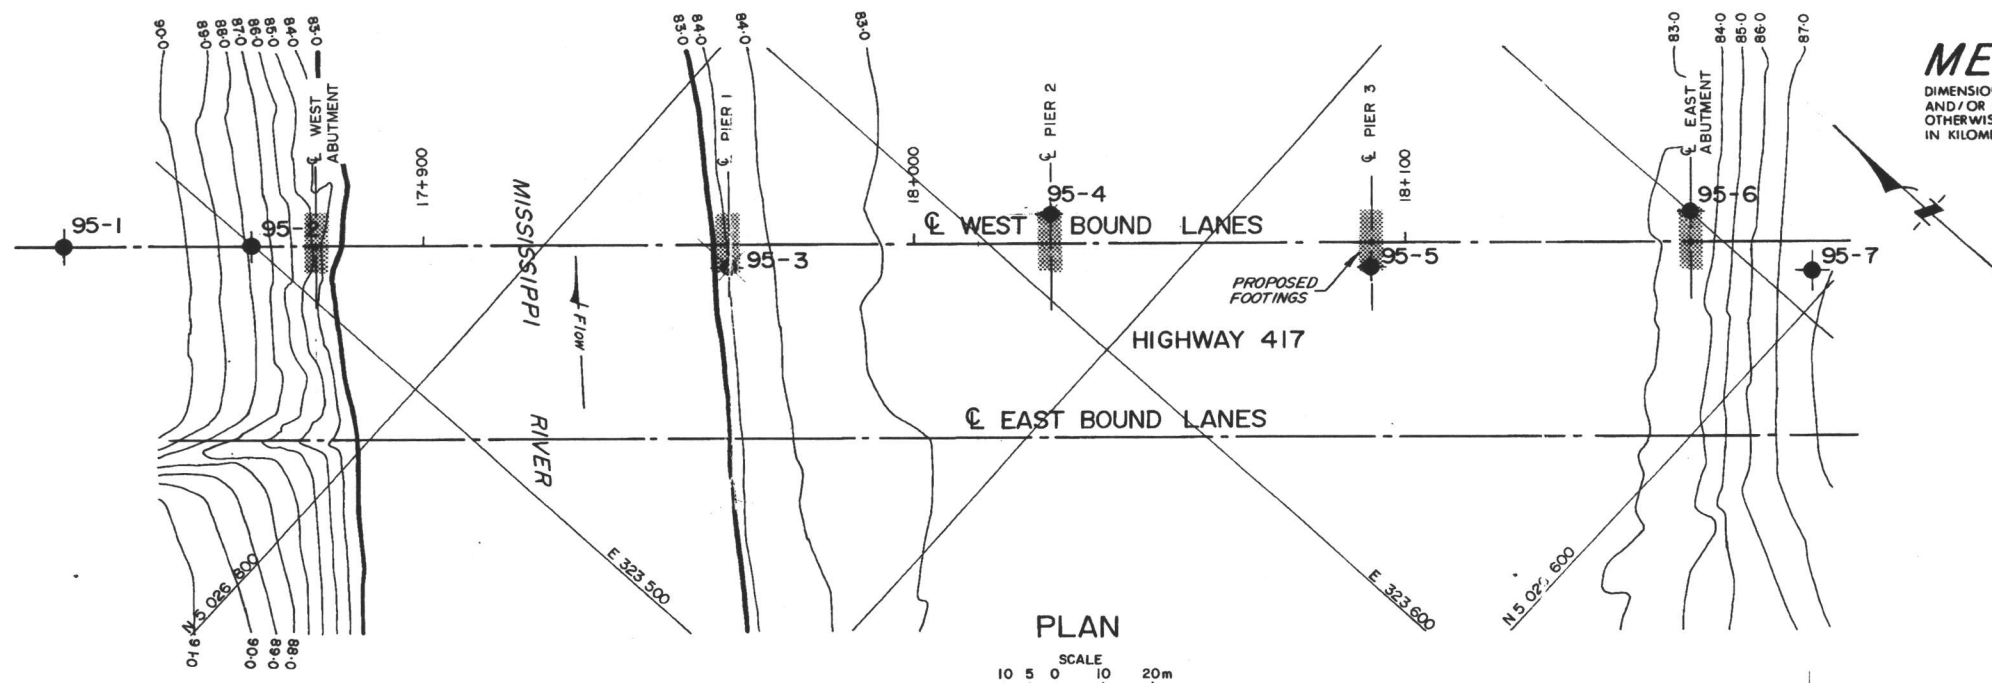 90·0
89·0
88·0
87·0
86·0
85·0
84·0
83·0
83·0
84·0
84·0
83·0
83·0
84·0
85·0
86·0
87·0
ME
DIMENSIO
AND/OR
OTHERWIS
IN KILOM
℄ WEST
ABUTMENT
℄ PIER 1
℄ PIER 2
℄ PIER 3
℄ EAST
ABUTMENT
17+900
18+000
18+100
95-1
95-2
95-3
95-4
95-5
95-6
95-7
℄ WEST BOUND LANES
MISSISSIPPI
RIVER
Flow
PROPOSED
FOOTINGS
HIGHWAY 417
℄ EAST BOUND LANES
N 5 026 800
E 323 500
E 323 600
N 5 026 600
91·0
90·0
89·0
88·0
PLAN
SCALE
10 5 0 10 20m